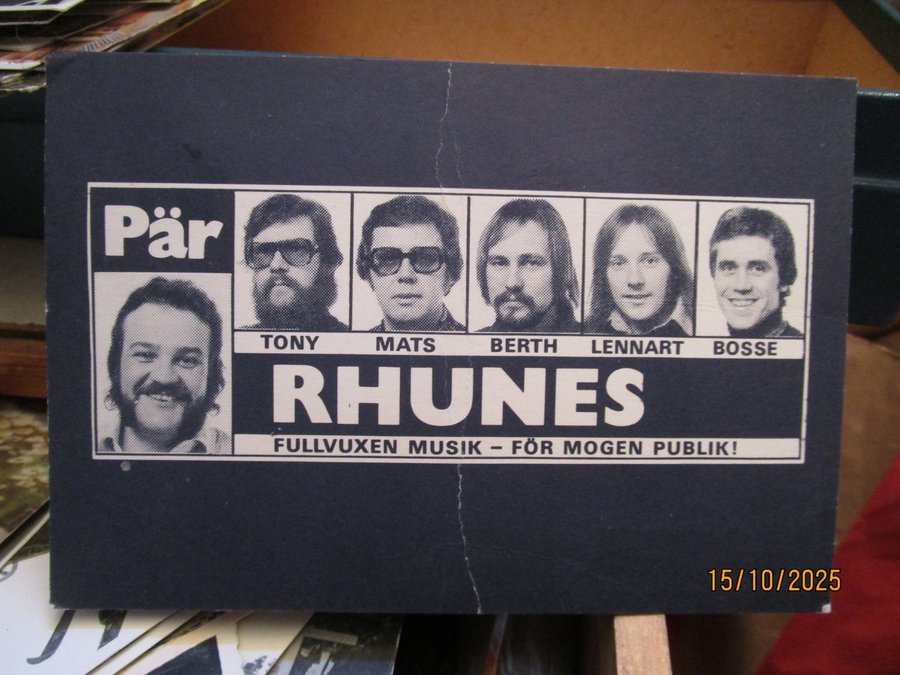 Pär
TONY MATS BERTH LENNART BOSSE
RHUNES
FULLVUXEN MUSIK – FÖR MOGEN PUBLIK!
15/10/2025